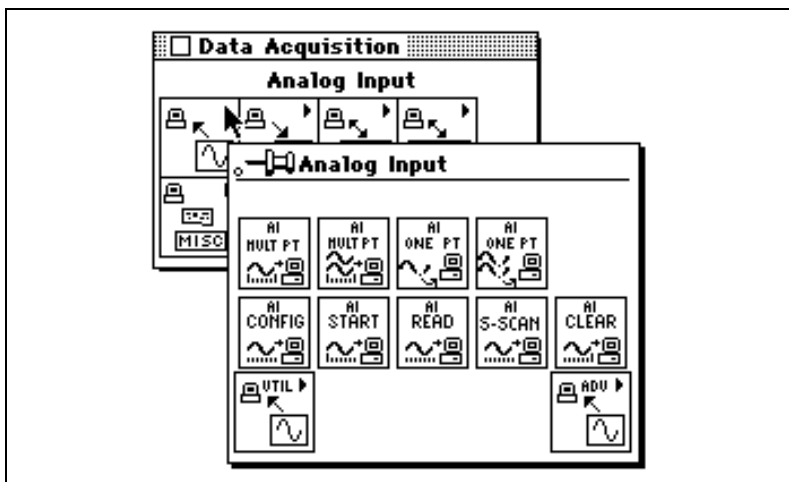 Data Acquisition
Analog Input
MISC
Analog Input
AI MULT PT
AI MULT PT
AI ONE PT
AI ONE PT
AI CONFIG
AI START
AI READ
AI S-SCAN
AI CLEAR
UTIL
ADV